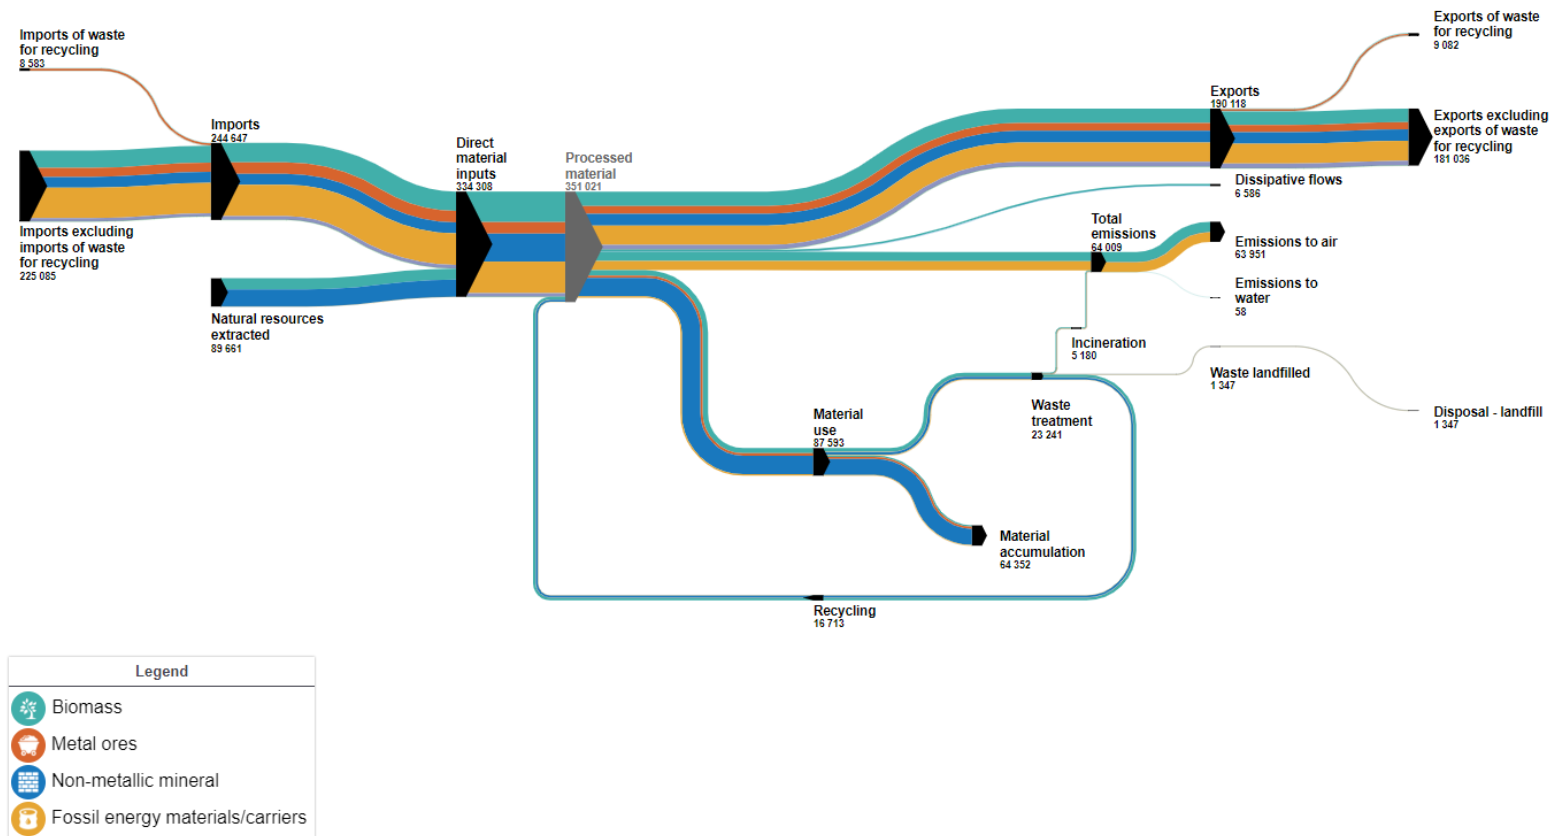 Imports of waste
for recycling
8 583
Imports
244 647
Imports excluding
imports of waste
for recycling
225 085
Natural resources
extracted
89 661
Direct
material
inputs
334 308
Processed
material
351 021
Exports of waste
for recycling
9 082
Exports
190 118
Exports excluding
exports of waste
for recycling
181 036
Dissipative flows
6 586
Total
emissions
64 009
Emissions to air
63 951
Emissions to
water
58
Incineration
5 180
Waste landfilled
1 347
Disposal - landfill
1 347
Material
use
87 593
Waste
treatment
23 241
Material
accumulation
64 352
Recycling
16 713
Legend
Biomass
Metal ores
Non-metallic mineral
Fossil energy materials/carriers